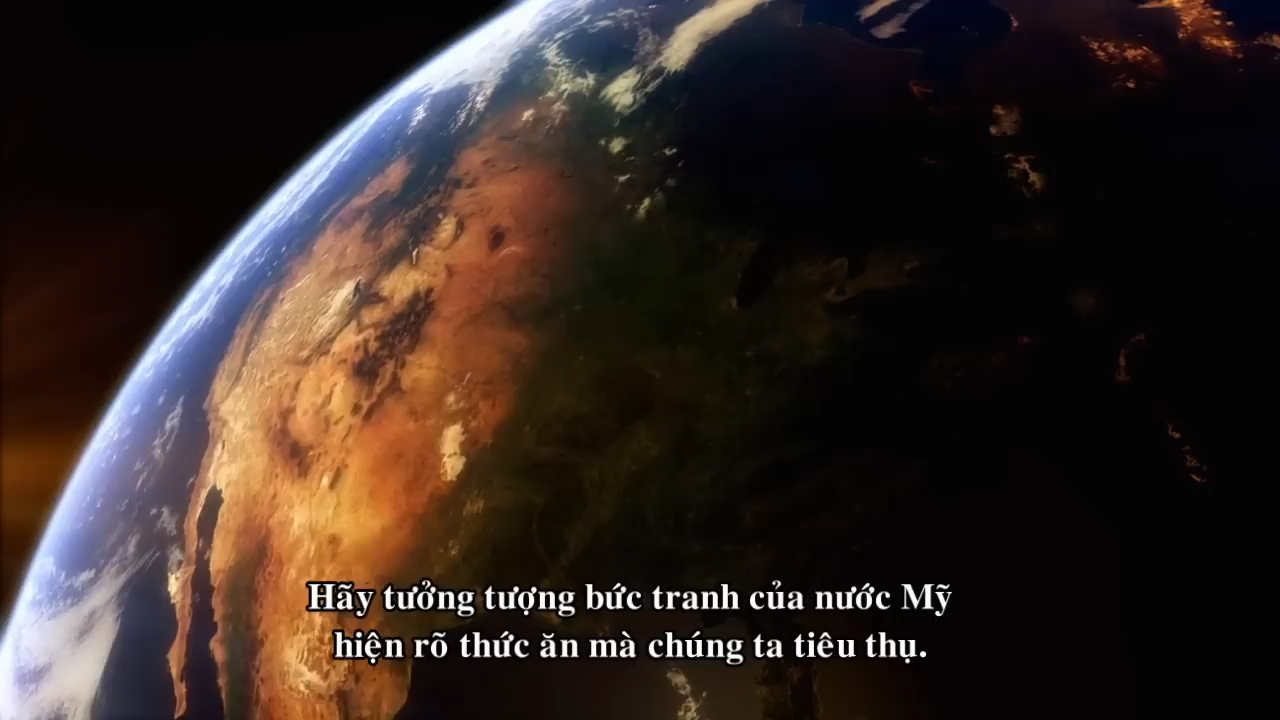 Hãy tưởng tượng bức tranh của nước Mỹ
hiện rõ thức ăn mà chúng ta tiêu thụ.